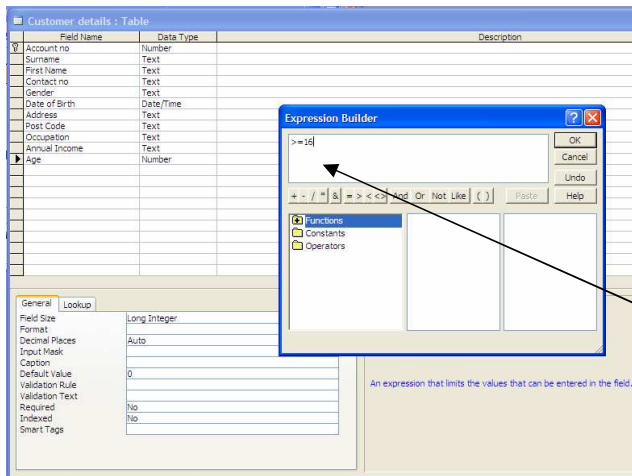 Customer details : Table
Field Name Data Type Description
Account no Number
Surname Text
First Name Text
Contact no Text
Gender Text
Date of Birth Date/Time
Address Text
Post Code Text
Occupation Text
Annual Income Text
Age Number
Expression Builder
>=16
OK
Cancel
Undo
+ - / * & = > < <> And Or Not Like ( ) Paste Help
Functions
Constants
Operators
General Lookup
Field Size Long Integer
Format
Decimal Places Auto
Input Mask
Caption
Default Value 0
Validation Rule
Validation Text
Required No
Indexed No
Smart Tags
An expression that limits the values that can be entered in the field.